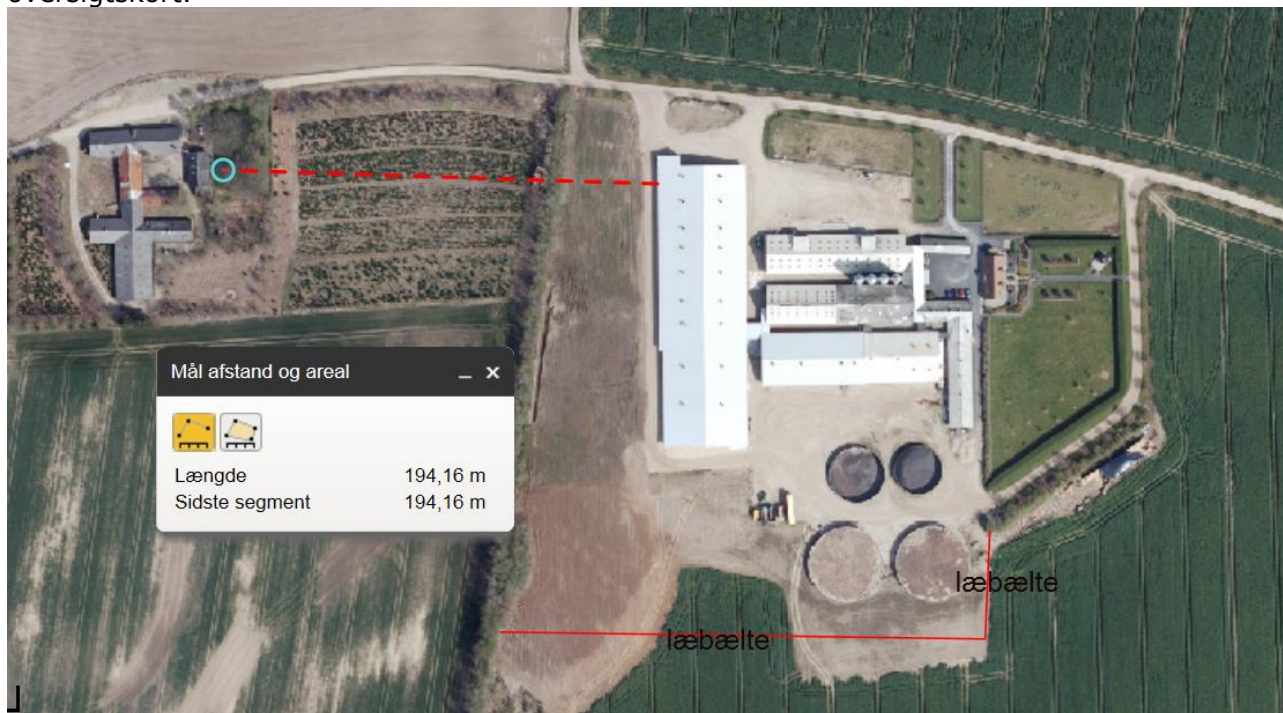 oversigtskort.
Mål afstand og areal
Længde 194,16 m
Sidste segment 194,16 m
læbælte
læbælte